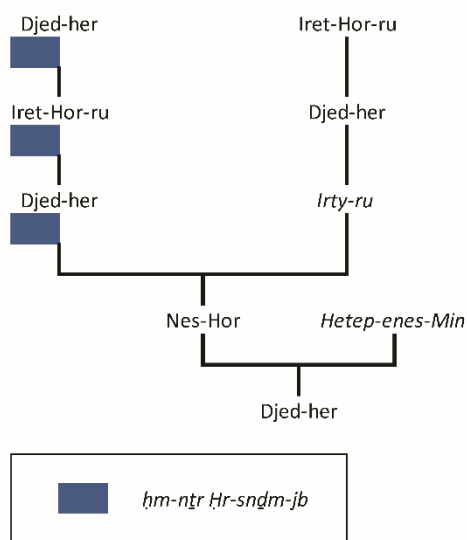 Djed-her Iret-Hor-ru
Iret-Hor-ru Djed-her
Djed-her Irty-ru
Nes-Hor Hetep-enes-Min
Djed-her
ḥm-nṯr Ḥr-snḏm-jb